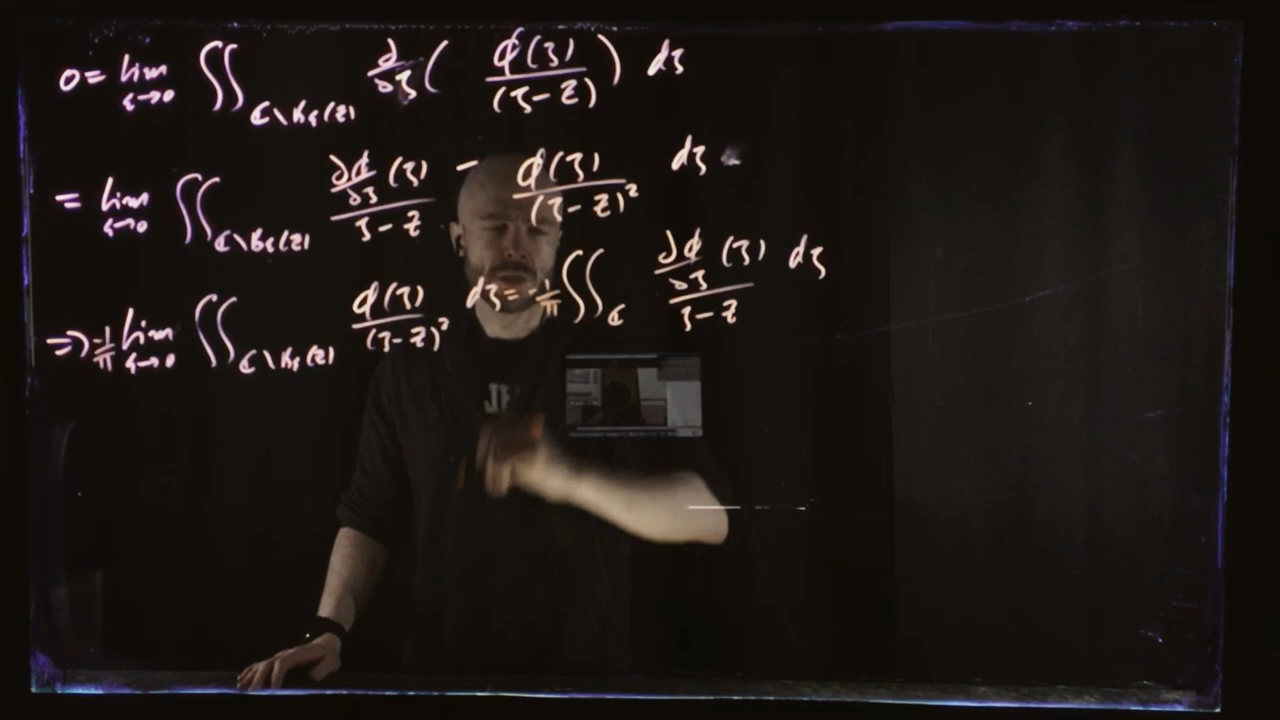 0 = lim_{ε→0} ∬_{ℂ\B_ε(z)} ∂/∂ζ ( ϕ(ζ)/(ζ-z) ) dζ
= lim_{ε→0} ∬_{ℂ\B_ε(z)} (∂ϕ/∂ζ (ζ))/(ζ-z) - ϕ(ζ)/(ζ-z)² dζ
⇒ -1/π lim_{ε→0} ∬_{ℂ\B_ε(z)} ϕ(ζ)/(ζ-z)² dζ = -1/π ∬_ℂ (∂ϕ/∂ζ (ζ))/(ζ-z) dζ